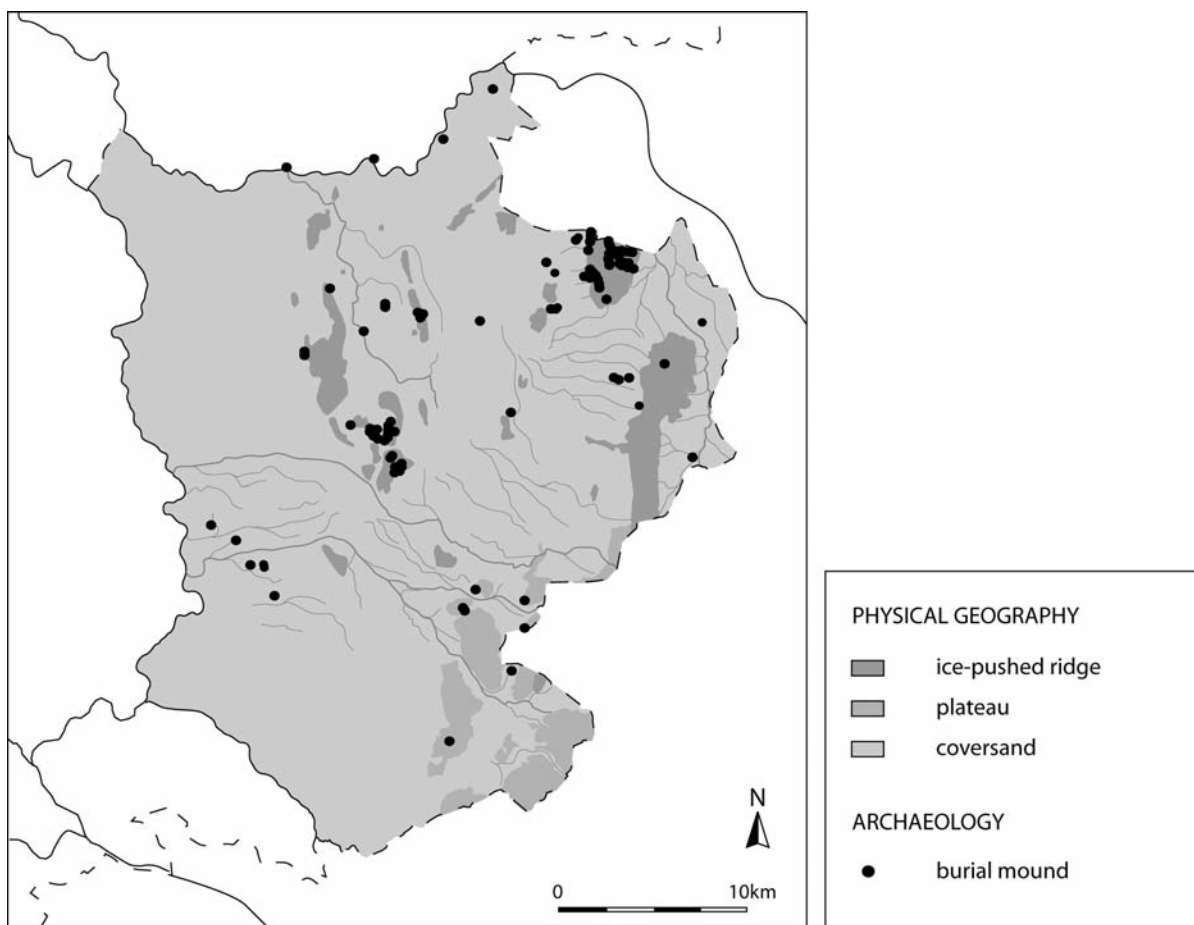 N
0 10km
PHYSICAL GEOGRAPHY
ice-pushed ridge
plateau
coversand
ARCHAEOLOGY
burial mound